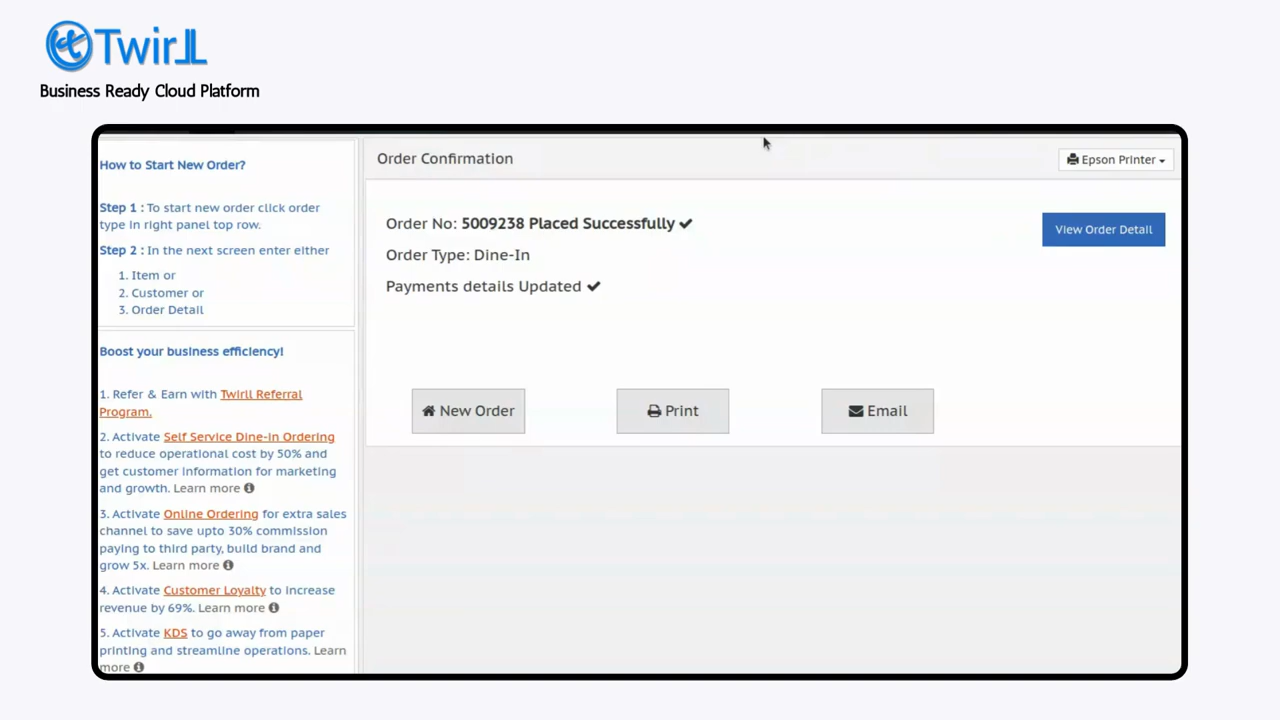 Twirll
Business Ready Cloud Platform
How to Start New Order?
Step 1 : To start new order click order
type in right panel top row.
Step 2 : In the next screen enter either
1. Item or
2. Customer or
3. Order Detail
Boost your business efficiency!
1. Refer & Earn with Twirll Referral
Program.
2. Activate Self Service Dine-in Ordering
to reduce operational cost by 50% and
get customer information for marketing
and growth. Learn more
3. Activate Online Ordering for extra sales
channel to save upto 30% commission
paying to third party, build brand and
grow 5x. Learn more
4. Activate Customer Loyalty to increase
revenue by 69%. Learn more
5. Activate KDS to go away from paper
printing and streamline operations. Learn
more
Order Confirmation
Epson Printer
Order No: 5009238 Placed Successfully
View Order Detail
Order Type: Dine-In
Payments details Updated
New Order
Print
Email